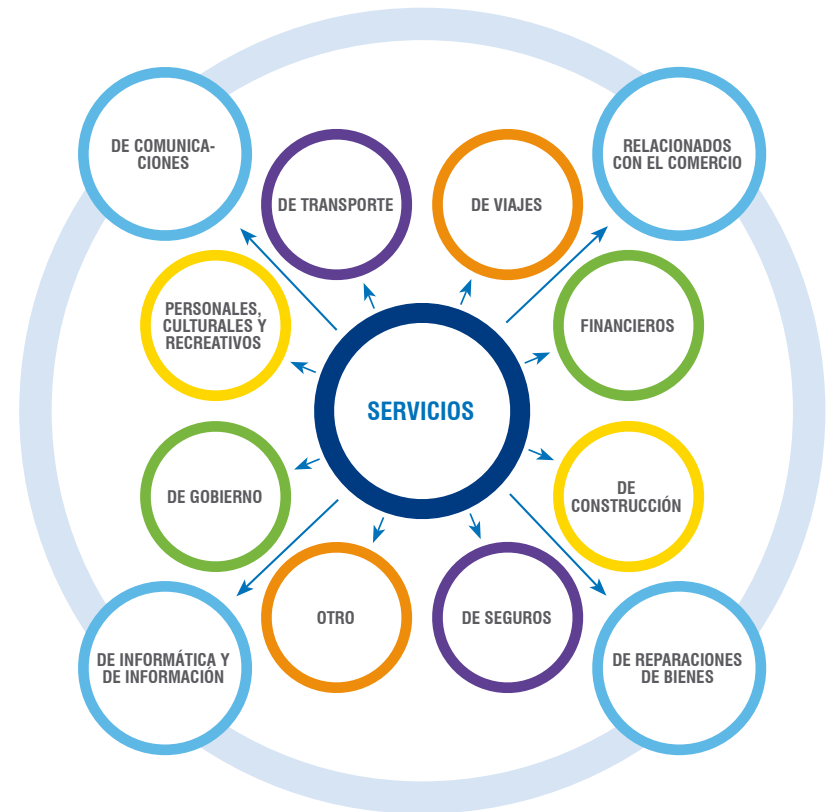 DE COMUNICA-
CIONES
RELACIONADOS
CON EL COMERCIO
DE TRANSPORTE
DE VIAJES
PERSONALES,
CULTURALES Y
RECREATIVOS
FINANCIEROS
SERVICIOS
DE GOBIERNO
DE
CONSTRUCCIÓN
OTRO
DE SEGUROS
DE INFORMÁTICA Y
DE INFORMACIÓN
DE REPARACIONES
DE BIENES